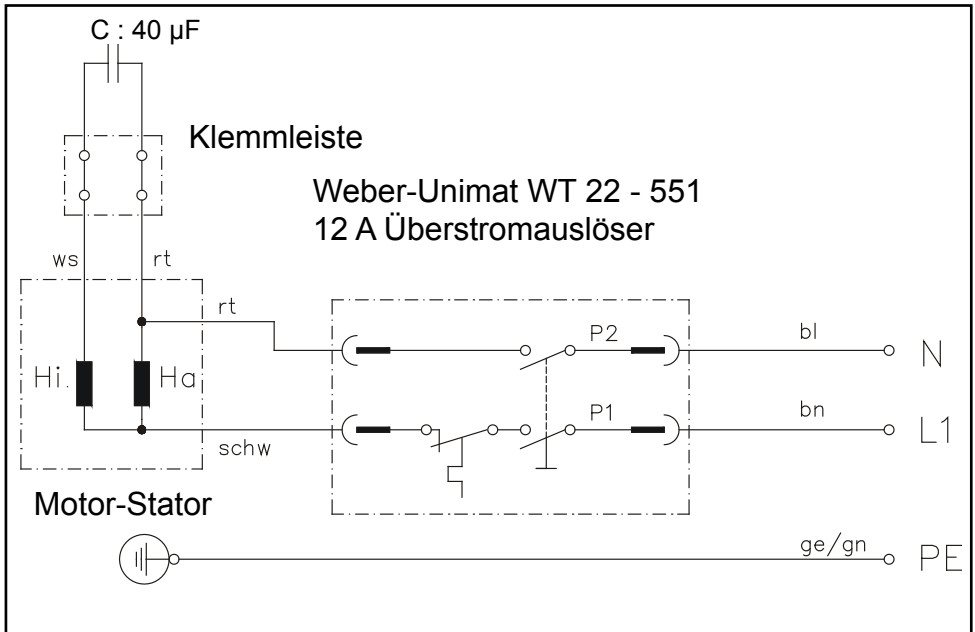 C : 40 µF
Klemmleiste
Weber-Unimat WT 22 - 551
12 A Überstromauslöser
ws
rt
rt
P2
bl
N
Hi.
Ha
P1
bn
L1
schw
Motor-Stator
ge/gn
PE